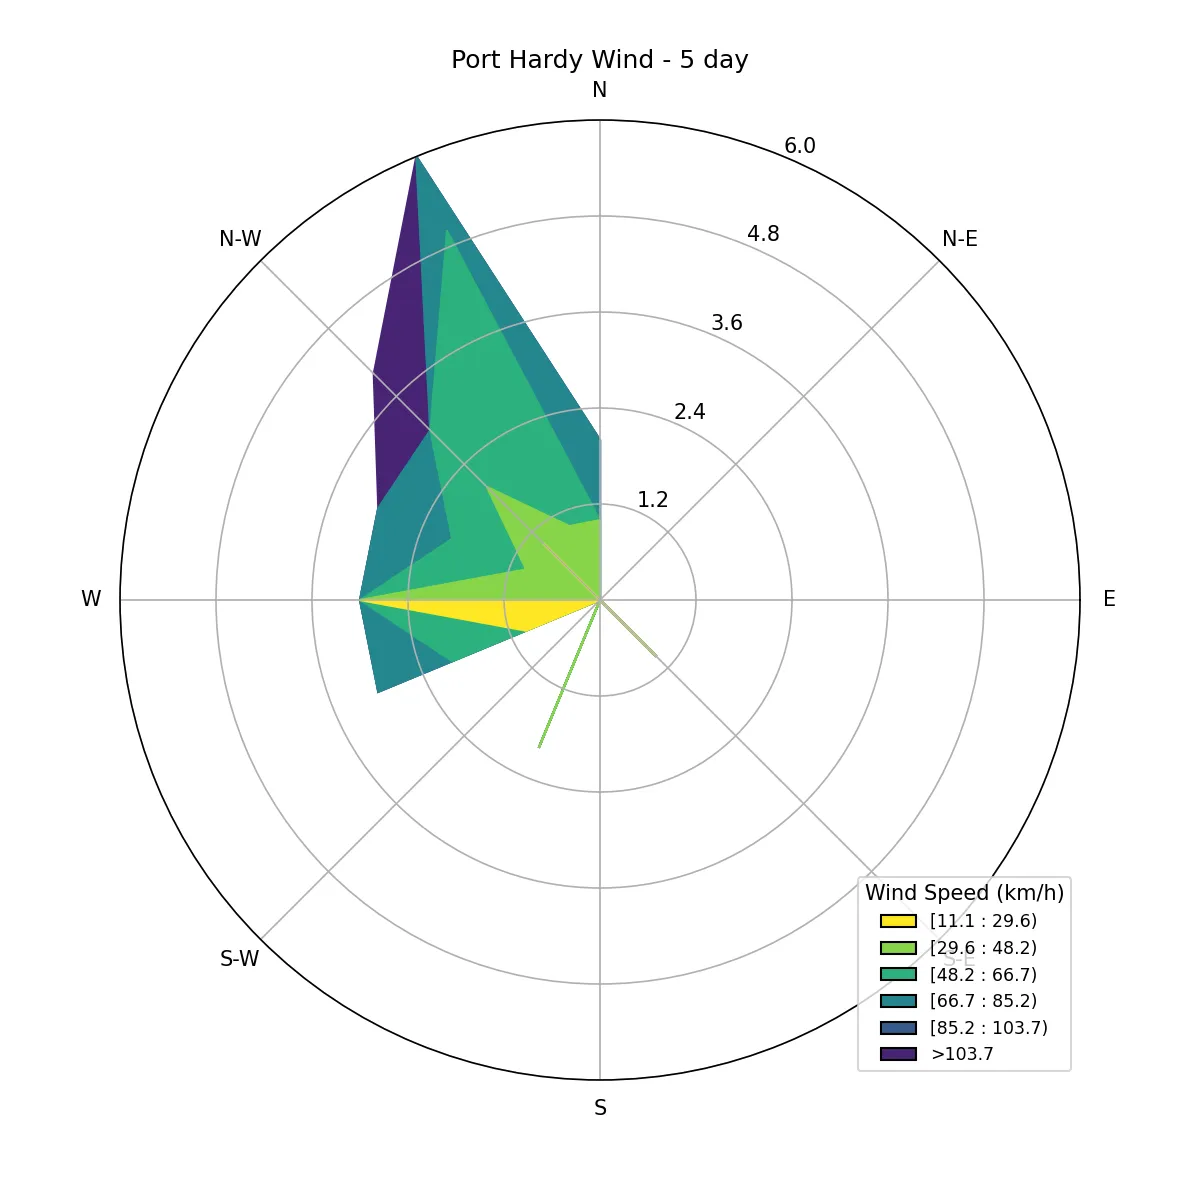 Port Hardy Wind - 5 day
N
6.0
N-W
4.8
N-E
3.6
2.4
1.2
W
E
Wind Speed (km/h)
[11.1 : 29.6)
[29.6 : 48.2)
S-W
S-E
[48.2 : 66.7)
[66.7 : 85.2)
[85.2 : 103.7)
>103.7
S